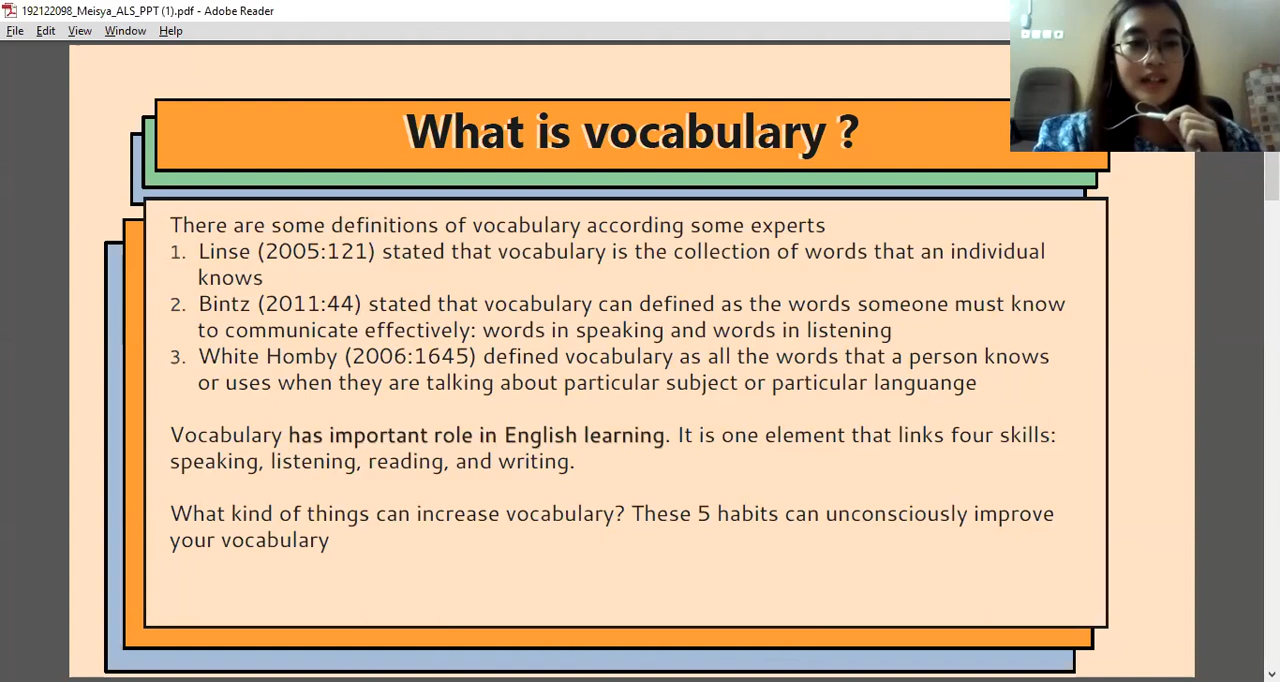 192122098_Meisya_ALS_PPT (1).pdf - Adobe Reader
File Edit View Window Help
What is vocabulary ?
There are some definitions of vocabulary according some experts
1. Linse (2005:121) stated that vocabulary is the collection of words that an individual
knows
2. Bintz (2011:44) stated that vocabulary can defined as the words someone must know
to communicate effectively: words in speaking and words in listening
3. White Homby (2006:1645) defined vocabulary as all the words that a person knows
or uses when they are talking about particular subject or particular languange
Vocabulary has important role in English learning. It is one element that links four skills:
speaking, listening, reading, and writing.
What kind of things can increase vocabulary? These 5 habits can unconsciously improve
your vocabulary